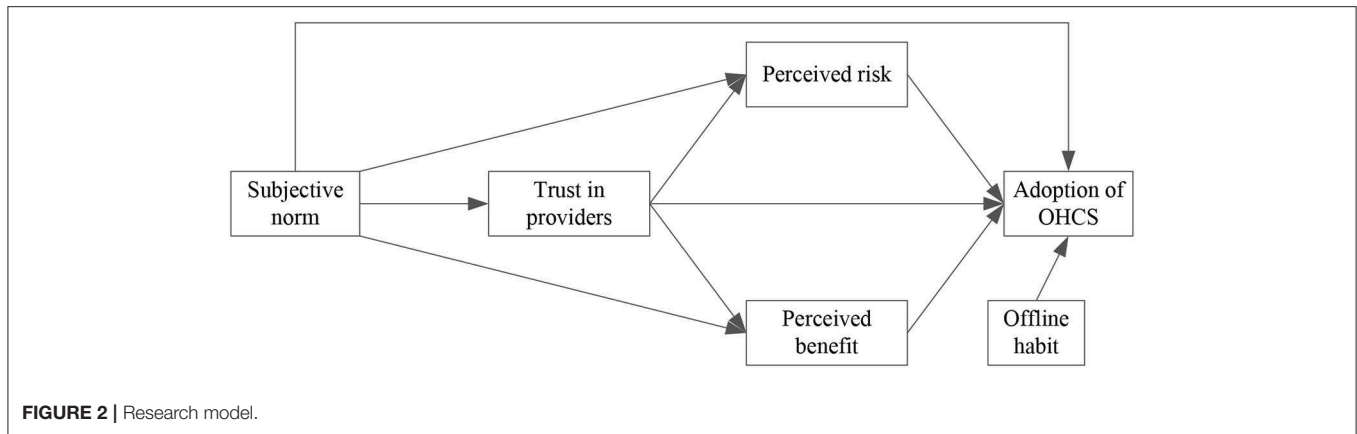 Perceived risk
Subjective
norm
Trust in
providers
Adoption of
OHCS
Perceived
benefit
Offline
habit
FIGURE 2 | Research model.